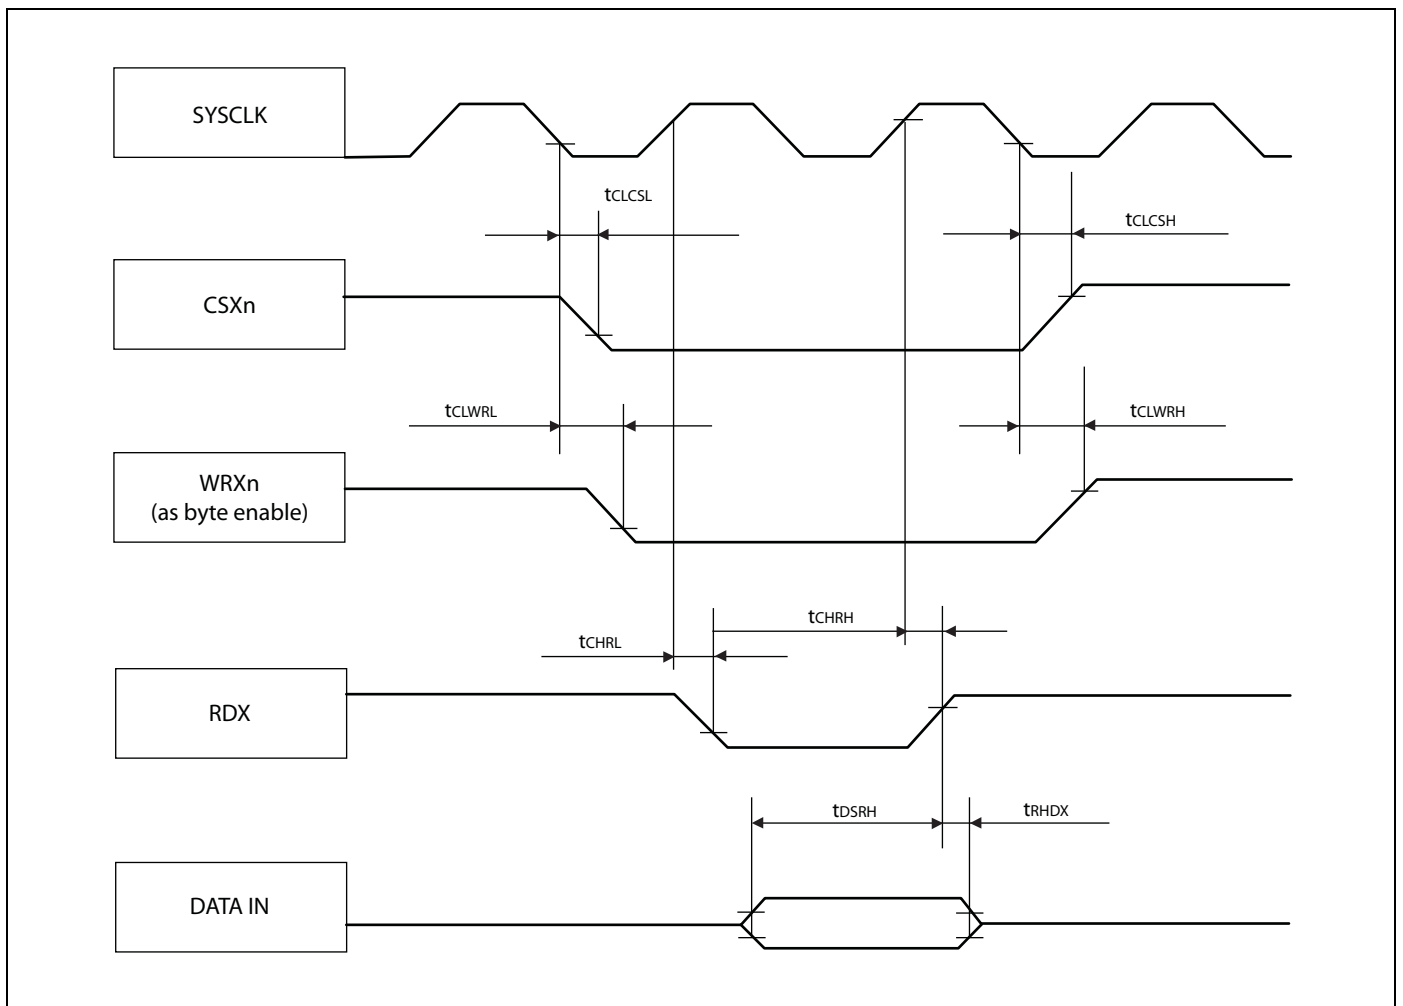 SYSCLK
tCLCSL
tCLCSH
CSXn
tCLWRL
tCLWRH
WRXn
(as byte enable)
tCHRH
tCHRL
RDX
tDSRH
tRHDX
DATA IN